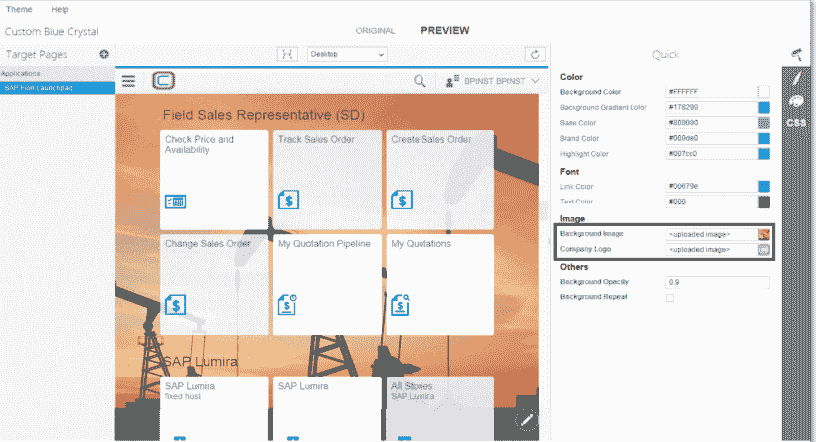 Theme Help
Custom Blue Crystal
ORIGINAL PREVIEW
Target Pages
Desktop
Quick
Applications
SAP Fiori Launchpad
BPINST BPINST
Color
Background Color #FFFFFF
Background Gradient Color
Base Color
Brand Color #009de0
Highlight Color #007cc0
CSS
Font
Link Color #00679e
Text Color #000
Image
Background Image <uploaded image>
Company Logo <uploaded image>
Others
Background Opacity 0.9
Background Repeat
Field Sales Representative (SD)
Check Price and
Availability
Track Sales Order
Create Sales Order
Change Sales Order
My Quotation Pipeline
My Quotations
SAP Lumira
SAP Lumira
fixed host
SAP Lumira
All Stories
SAP Lumira